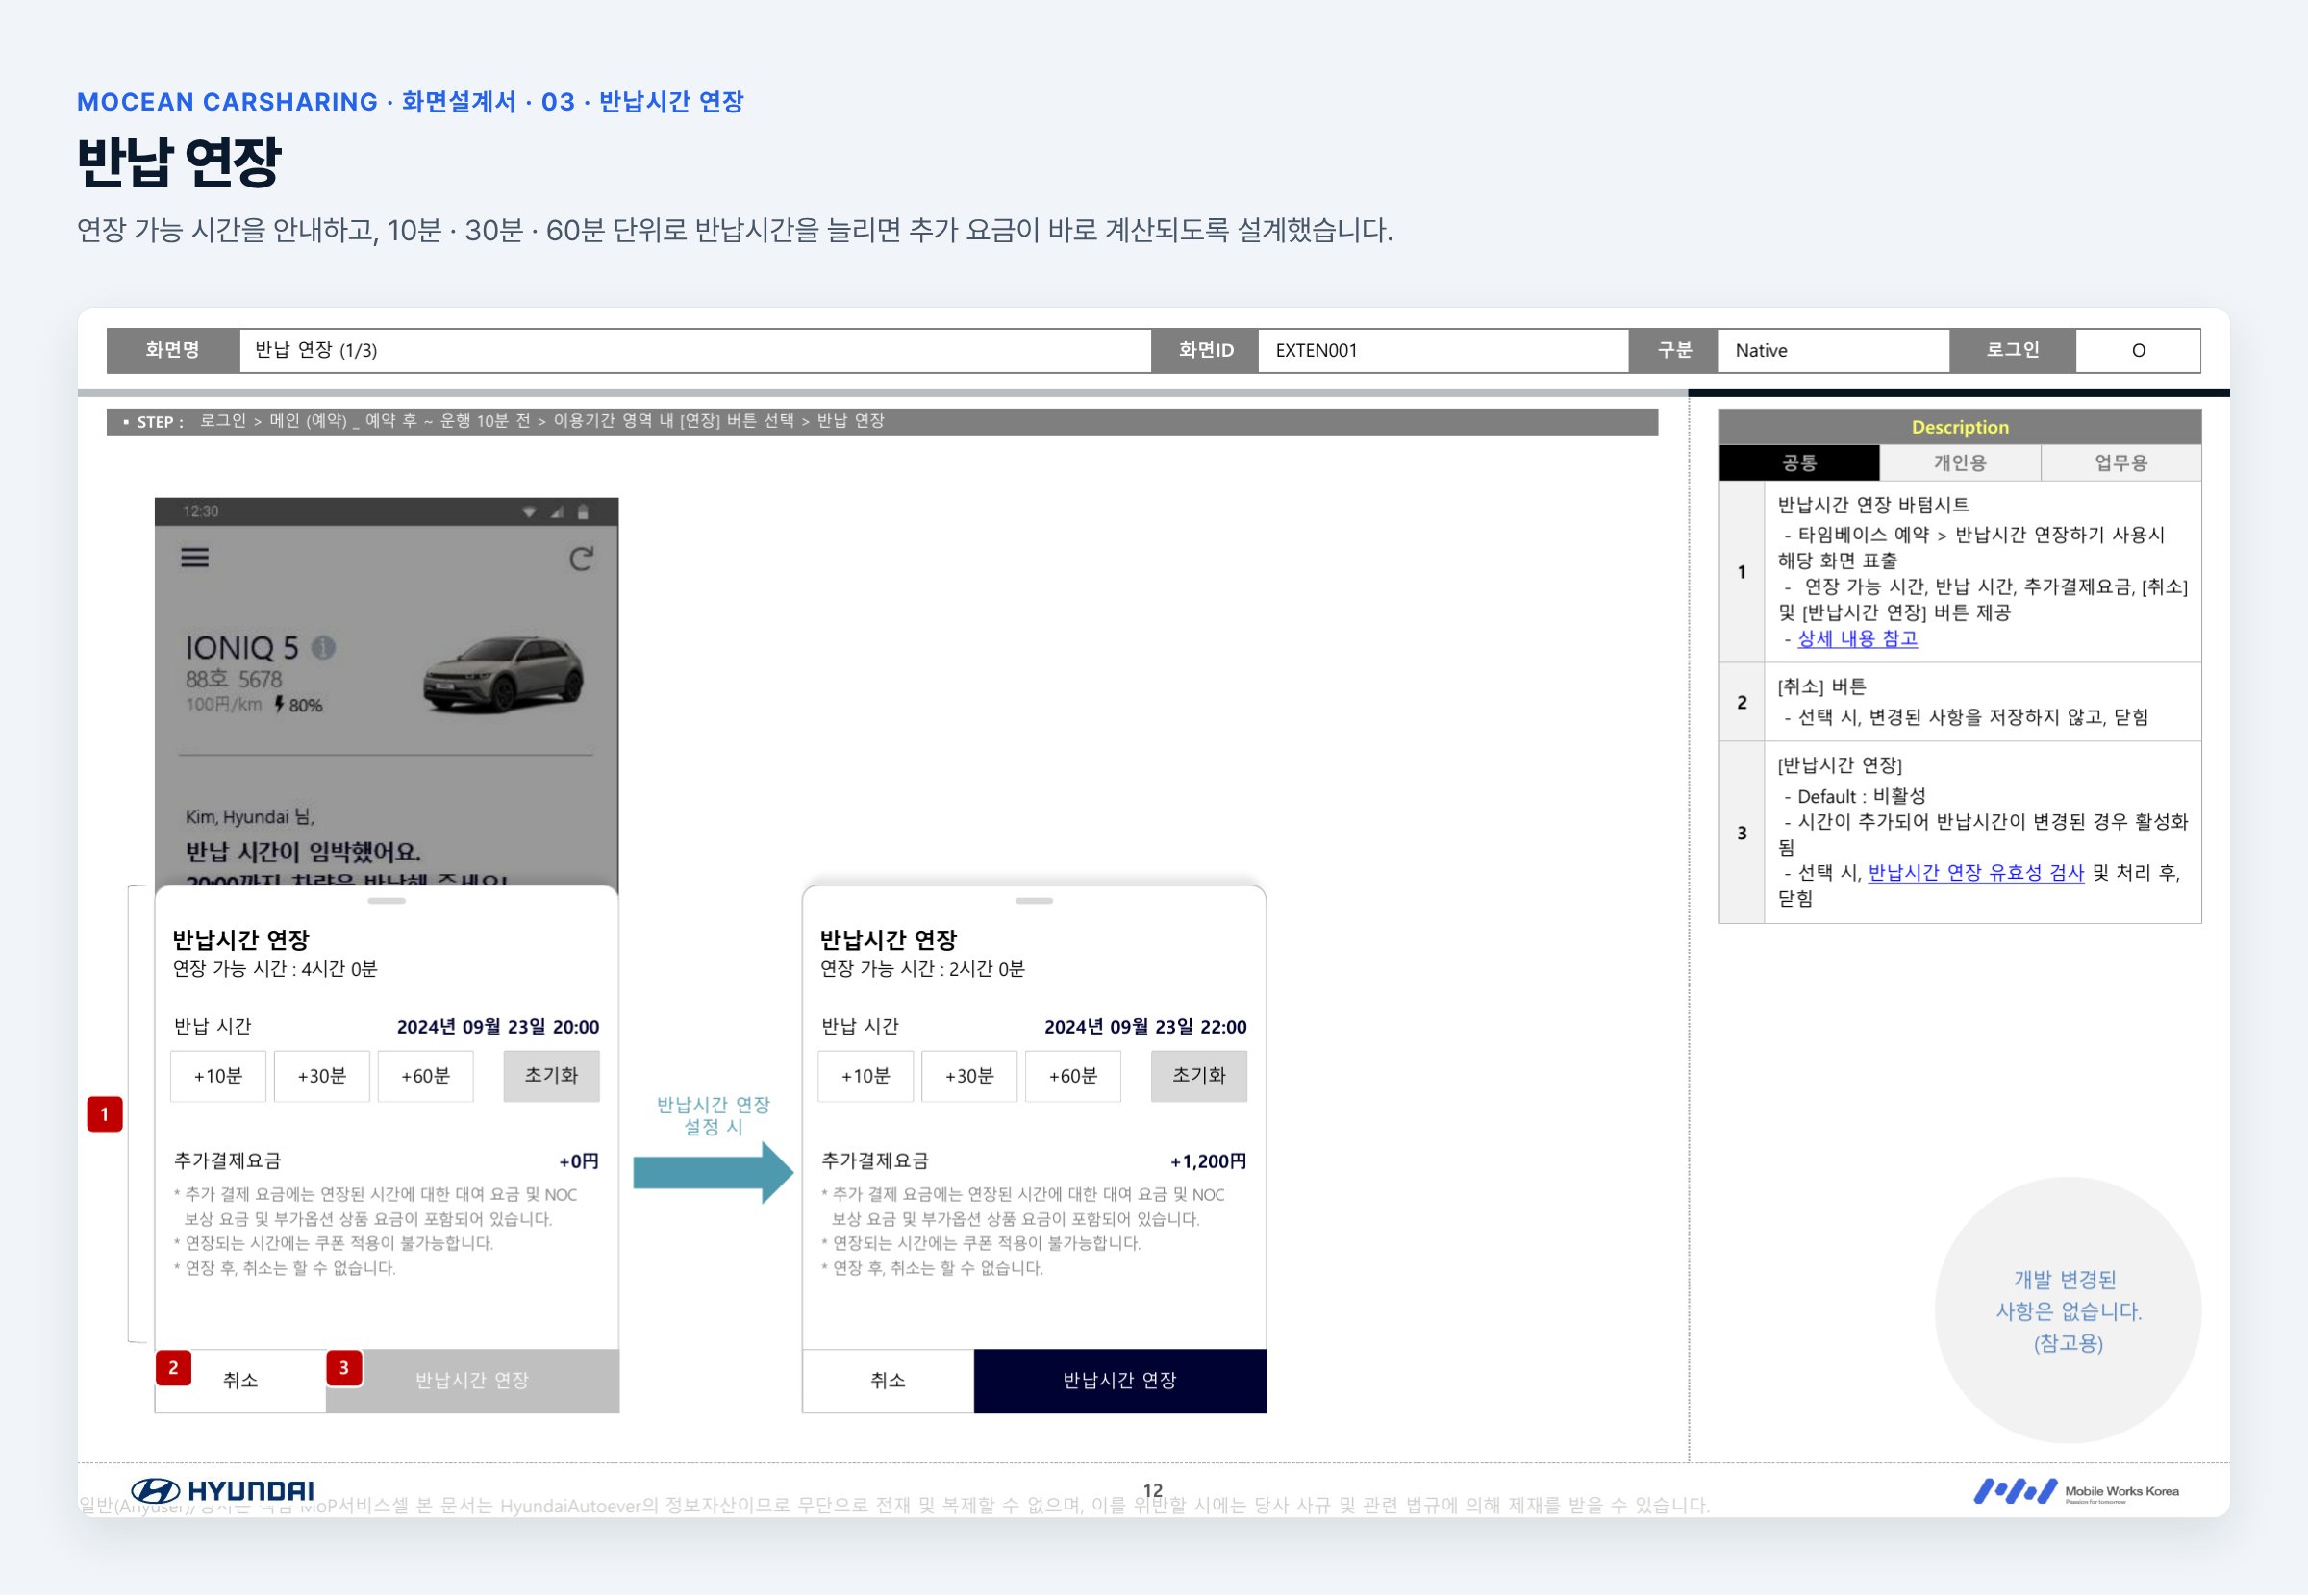 MOCEAN CARSHARING · 화면설계서 · 03 · 반납시간 연장
반납 연장
연장 가능 시간을 안내하고, 10분 · 30분 · 60분 단위로 반납시간을 늘리면 추가 요금이 바로 계산되도록 설계했습니다.
화면명 반납 연장 (1/3) 화면ID EXTEN001 구분 Native 로그인 O
▪ STEP : 로그인 > 메인 (예약) _ 예약 후 ~ 운행 10분 전 > 이용기간 영역 내 [연장] 버튼 선택 > 반납 연장
12:30
IONIQ 5
88호 5678
100円/km 80%
Kim, Hyundai 님,
반납 시간이 임박했어요.
20:00까지 차량을 반납해 주세요!
1
반납시간 연장
연장 가능 시간 : 4시간 0분
반납 시간 2024년 09월 23일 20:00
+10분 +30분 +60분 초기화
추가결제요금 +0円
* 추가 결제 요금에는 연장된 시간에 대한 대여 요금 및 NOC
보상 요금 및 부가옵션 상품 요금이 포함되어 있습니다.
* 연장되는 시간에는 쿠폰 적용이 불가능합니다.
* 연장 후, 취소는 할 수 없습니다.
2 취소 3 반납시간 연장
반납시간 연장
설정 시
반납시간 연장
연장 가능 시간 : 2시간 0분
반납 시간 2024년 09월 23일 22:00
+10분 +30분 +60분 초기화
추가결제요금 +1,200円
* 추가 결제 요금에는 연장된 시간에 대한 대여 요금 및 NOC
보상 요금 및 부가옵션 상품 요금이 포함되어 있습니다.
* 연장되는 시간에는 쿠폰 적용이 불가능합니다.
* 연장 후, 취소는 할 수 없습니다.
취소 반납시간 연장
Description
공통 개인용 업무용
1
반납시간 연장 바텀시트
- 타임베이스 예약 > 반납시간 연장하기 사용시
해당 화면 표출
- 연장 가능 시간, 반납 시간, 추가결제요금, [취소]
및 [반납시간 연장] 버튼 제공
- 상세 내용 참고
2
[취소] 버튼
- 선택 시, 변경된 사항을 저장하지 않고, 닫힘
3
[반납시간 연장]
- Default : 비활성
- 시간이 추가되어 반납시간이 변경된 경우 활성화
됨
- 선택 시, 반납시간 연장 유효성 검사 및 처리 후,
닫힘
개발 변경된
사항은 없습니다.
(참고용)
HYUNDAI
12
Mobile Works Korea
Passion for tomorrow
일반(Anyuser)/ MoP서비스셀 본 문서는 HyundaiAutoever의 정보자산이므로 무단으로 전재 및 복제할 수 없으며, 이를 위반할 시에는 당사 사규 및 관련 법규에 의해 제재를 받을 수 있습니다.